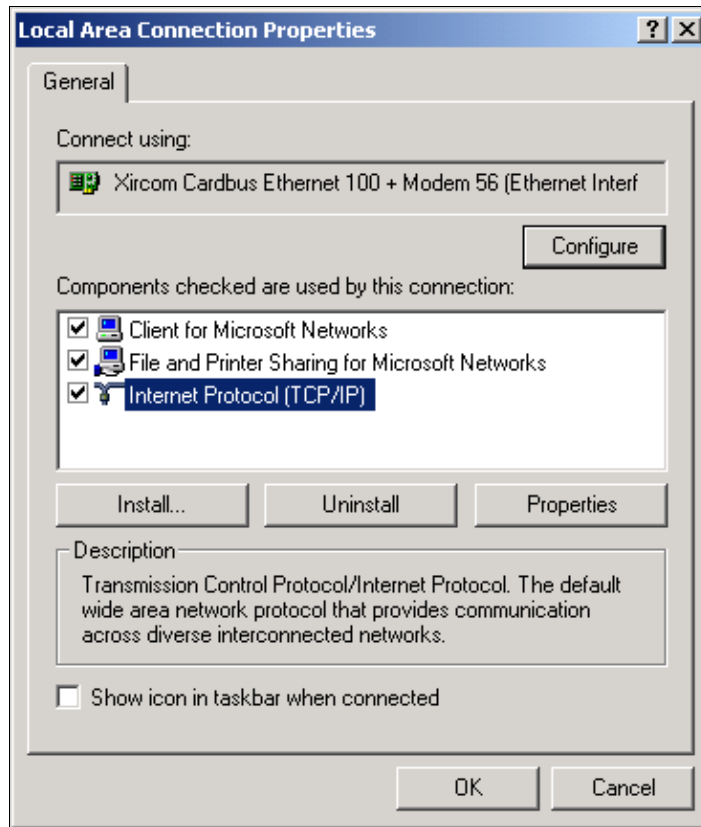 Local Area Connection Properties
General
Connect using:
Xircom Cardbus Ethernet 100 + Modem 56 (Ethernet Interf
Configure
Components checked are used by this connection:
Client for Microsoft Networks
File and Printer Sharing for Microsoft Networks
Internet Protocol (TCP/IP)
Install... Uninstall Properties
Description
Transmission Control Protocol/Internet Protocol. The default
wide area network protocol that provides communication
across diverse interconnected networks.
Show icon in taskbar when connected
OK Cancel